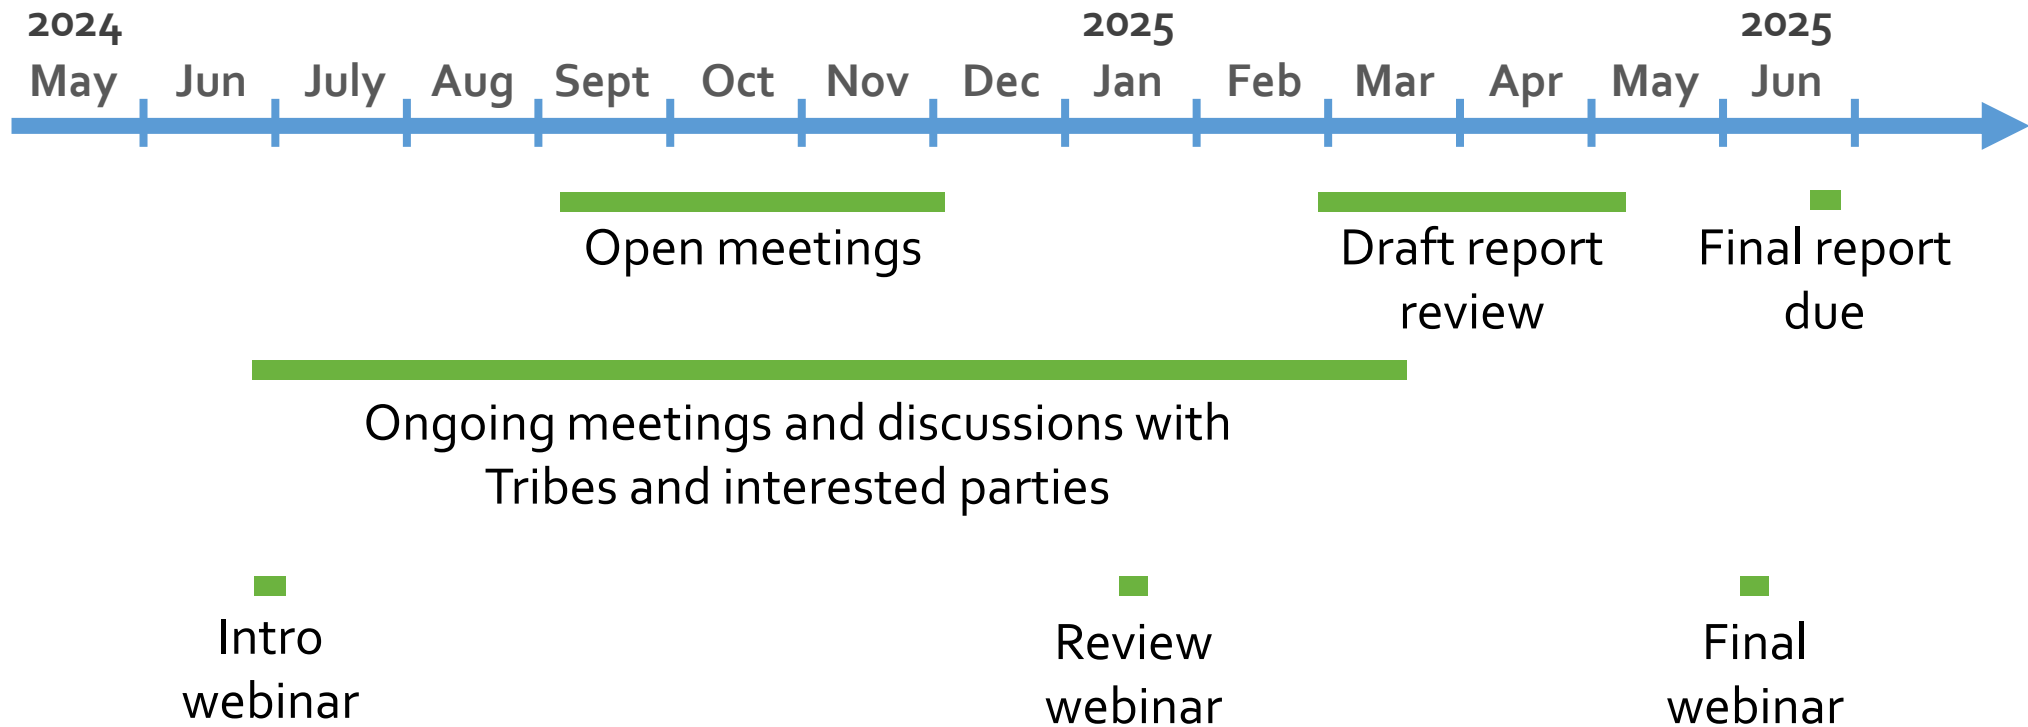 2024 2025 2025
May Jun July Aug Sept Oct Nov Dec Jan Feb Mar Apr May Jun
Open meetings
Draft report
review
Final report
due
Ongoing meetings and discussions with
Tribes and interested parties
Intro
webinar
Review
webinar
Final
webinar